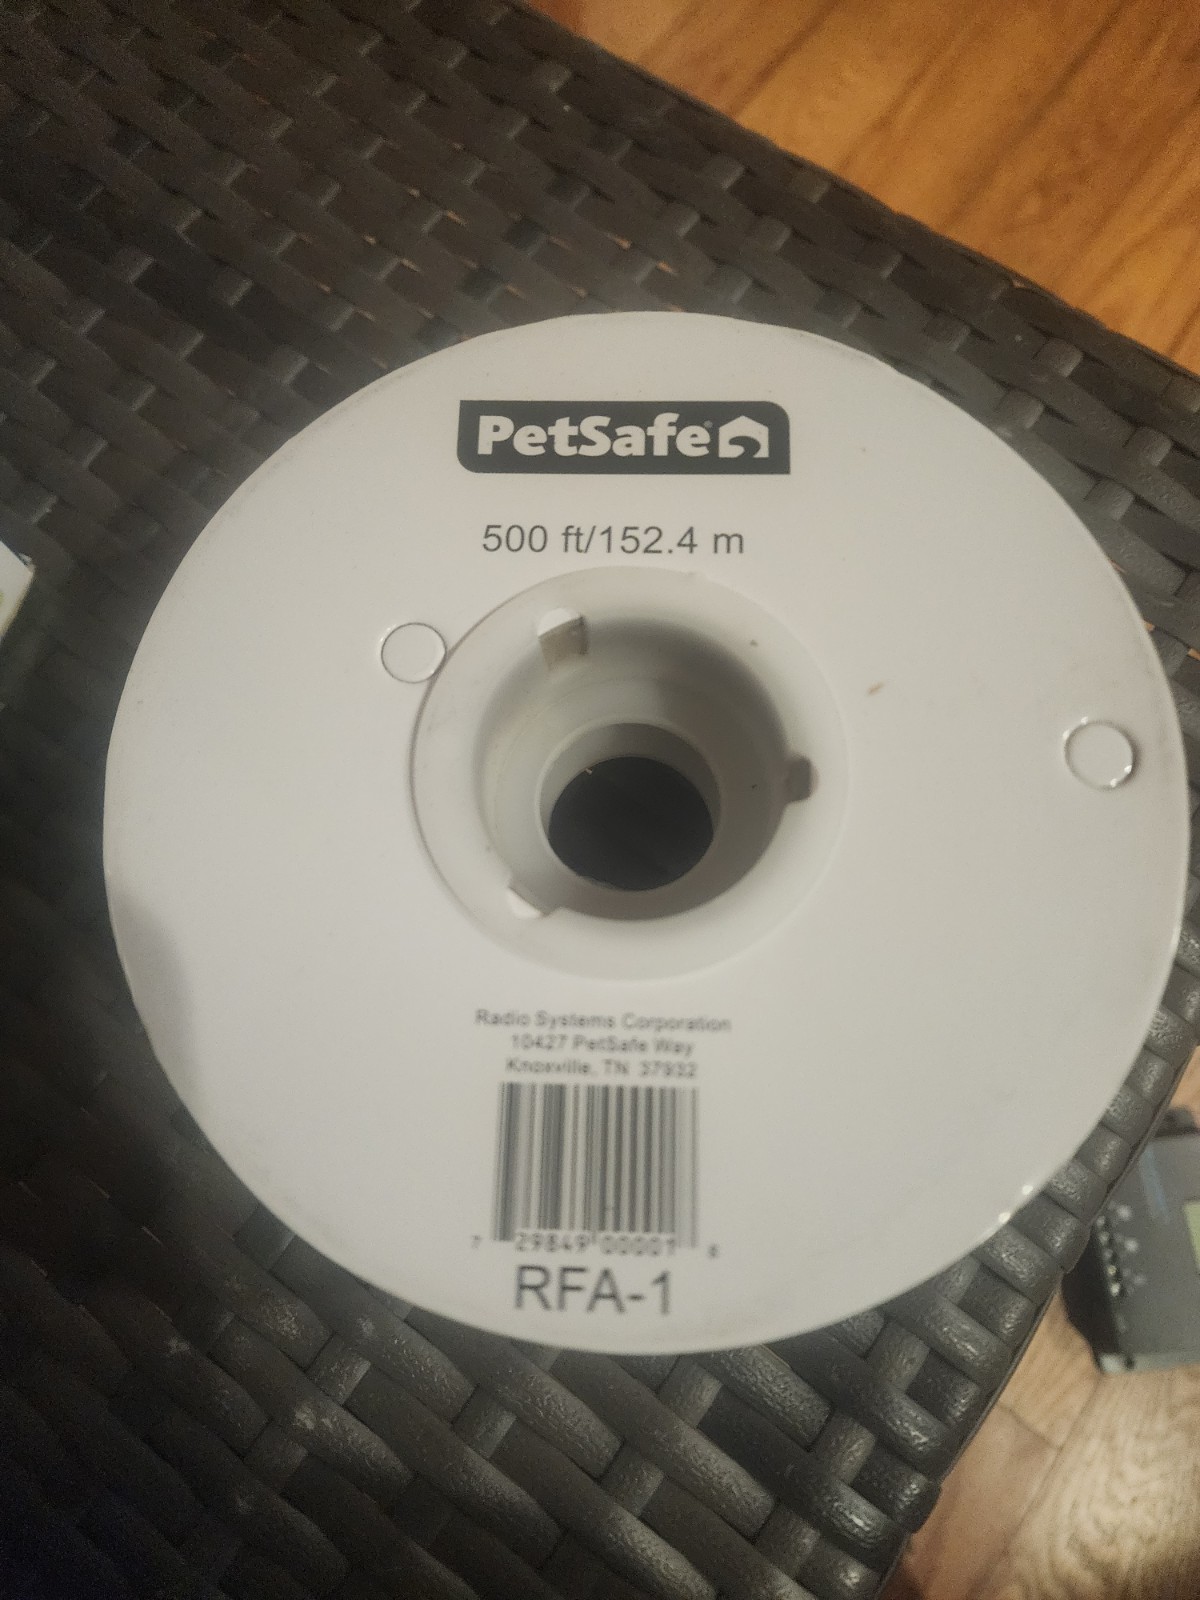 PetSafe®
500 ft/152.4 m
Radio Systems Corporation
10427 PetSafe Way
Knoxville, TN 37932
7 29849 00001 8
RFA-1